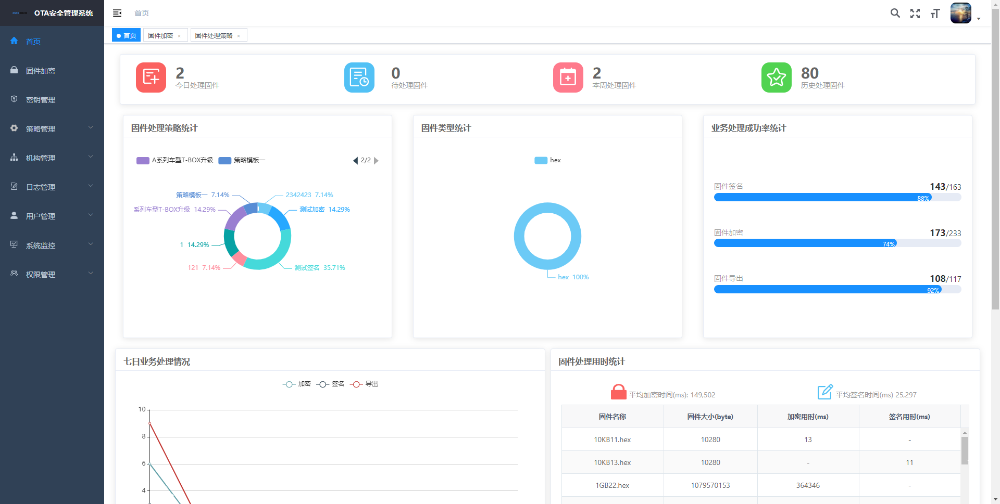 OTA安全管理系统
首页
首页
固件加密
密钥管理
策略管理
机构管理
日志管理
用户管理
系统监控
权限管理
首页
固件加密 ×
固件处理策略 ×
2
今日处理固件
0
待处理固件
2
本周处理固件
80
历史处理固件
固件处理策略统计
A系列车型T-BOX升级 策略模板一 2/2
策略模板一 7.14%
2342423 7.14%
系列车型T-BOX升级 14.29%
测试加密 14.29%
1 14.29%
121 7.14%
测试签名 35.71%
固件类型统计
hex
hex 100%
业务处理成功率统计
固件签名 143/163
88%
固件加密 173/233
74%
固件导出 108/117
92%
七日业务处理情况
加密 签名 导出
10
8
6
4
固件处理用时统计
平均加密时间(ms): 149,502
平均签名时间(ms) 25,297
固件名称 固件大小(byte) 加密用时(ms) 签名用时(ms)
10KB11.hex 10280 13 -
10KB13.hex 10280 - 11
1GB22.hex 1079570153 364346 -